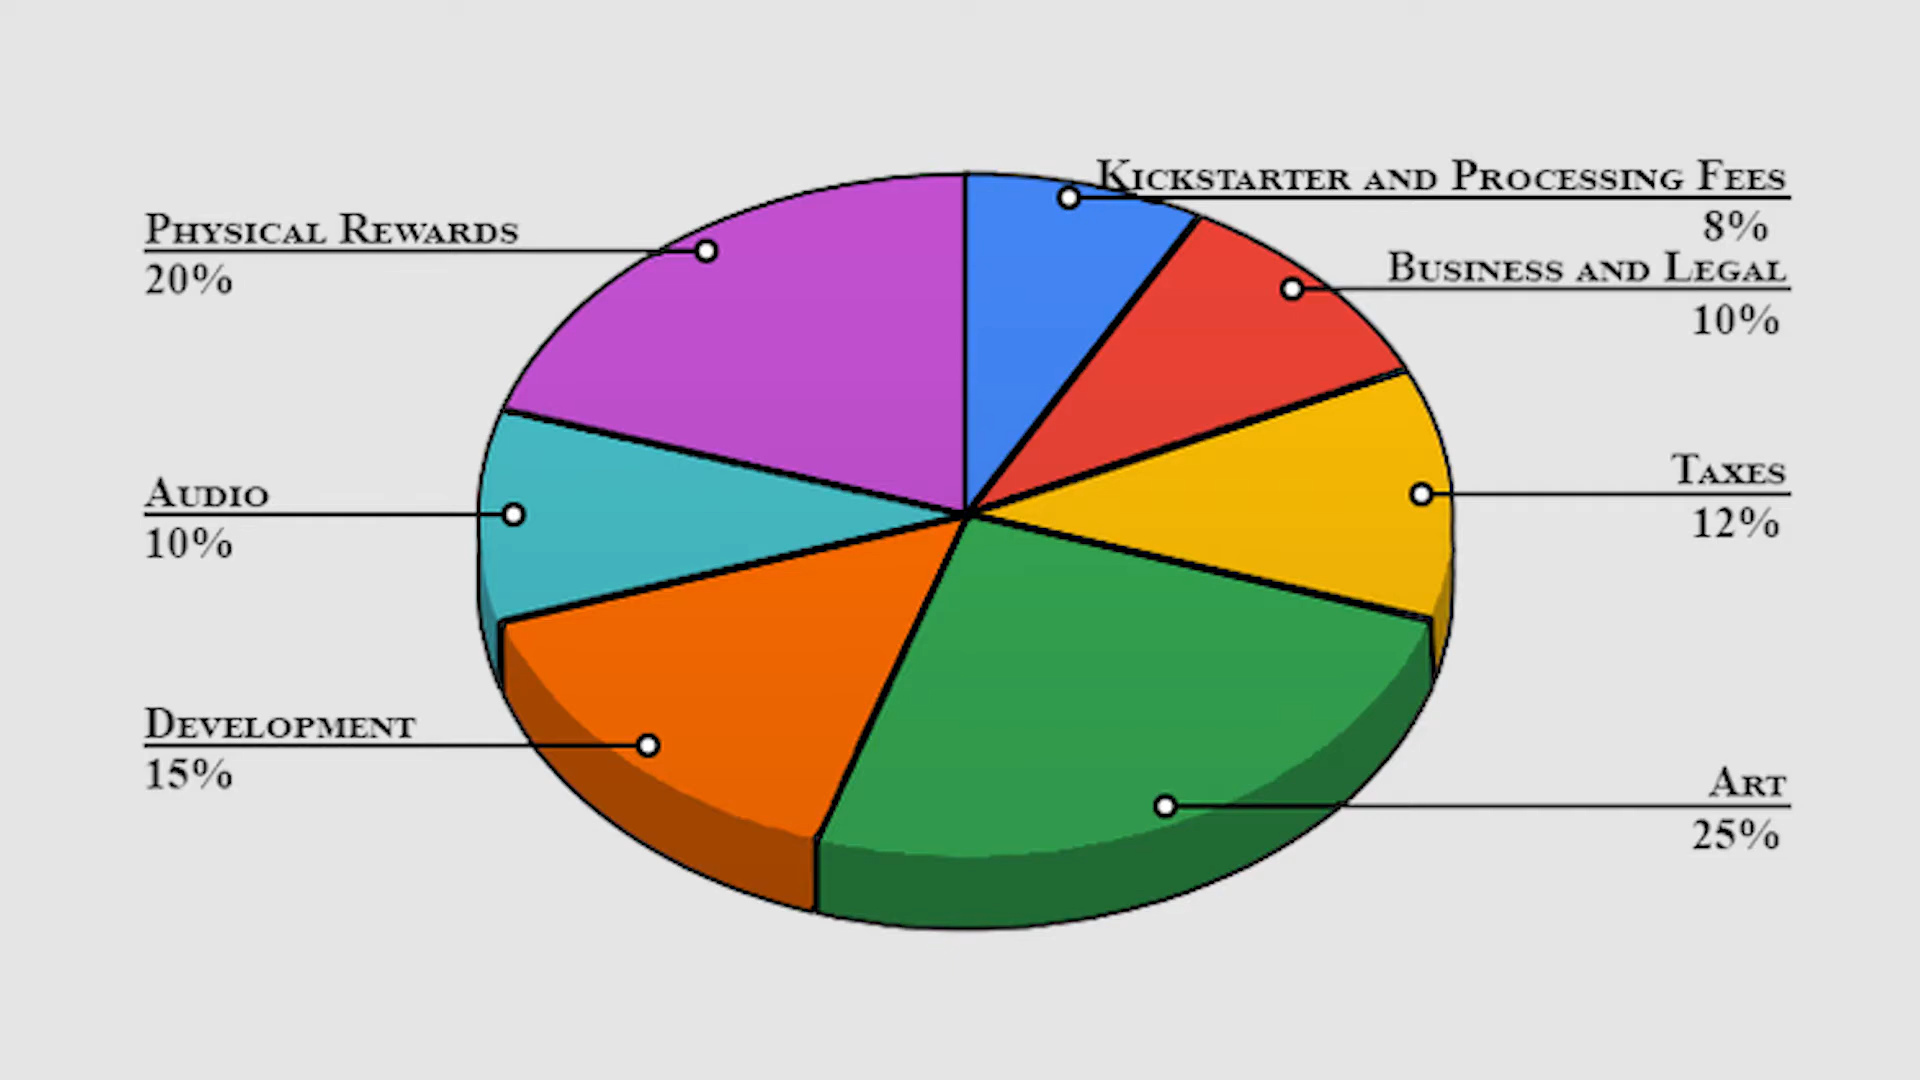 Kickstarter and Processing Fees
8%
Physical Rewards
20%
Business and Legal
10%
Taxes
12%
Audio
10%
Development
15%
Art
25%